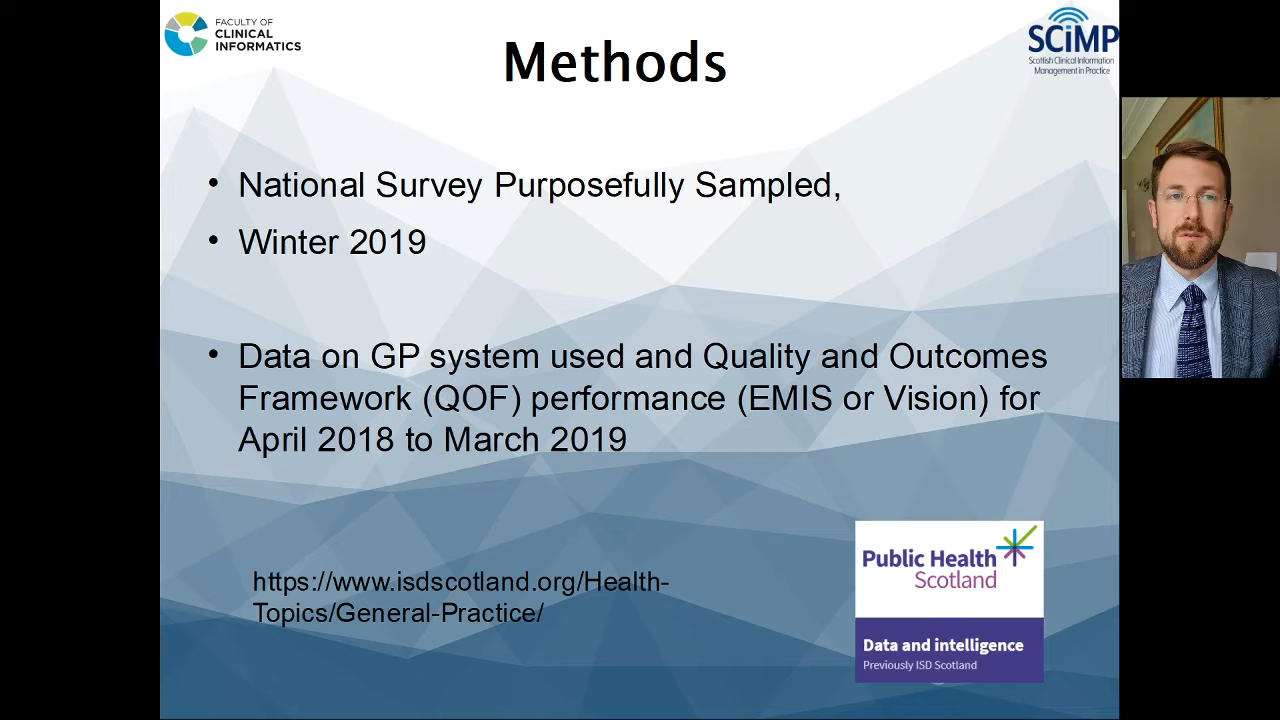 FACULTY OF
CLINICAL
INFORMATICS
SCiMP
Scottish Clinical Information
Management in Practice
Methods
• National Survey Purposefully Sampled,
• Winter 2019
• Data on GP system used and Quality and Outcomes
Framework (QOF) performance (EMIS or Vision) for
April 2018 to March 2019
https://www.isdscotland.org/Health-
Topics/General-Practice/
Public Health
Scotland
Data and intelligence
Previously ISD Scotland